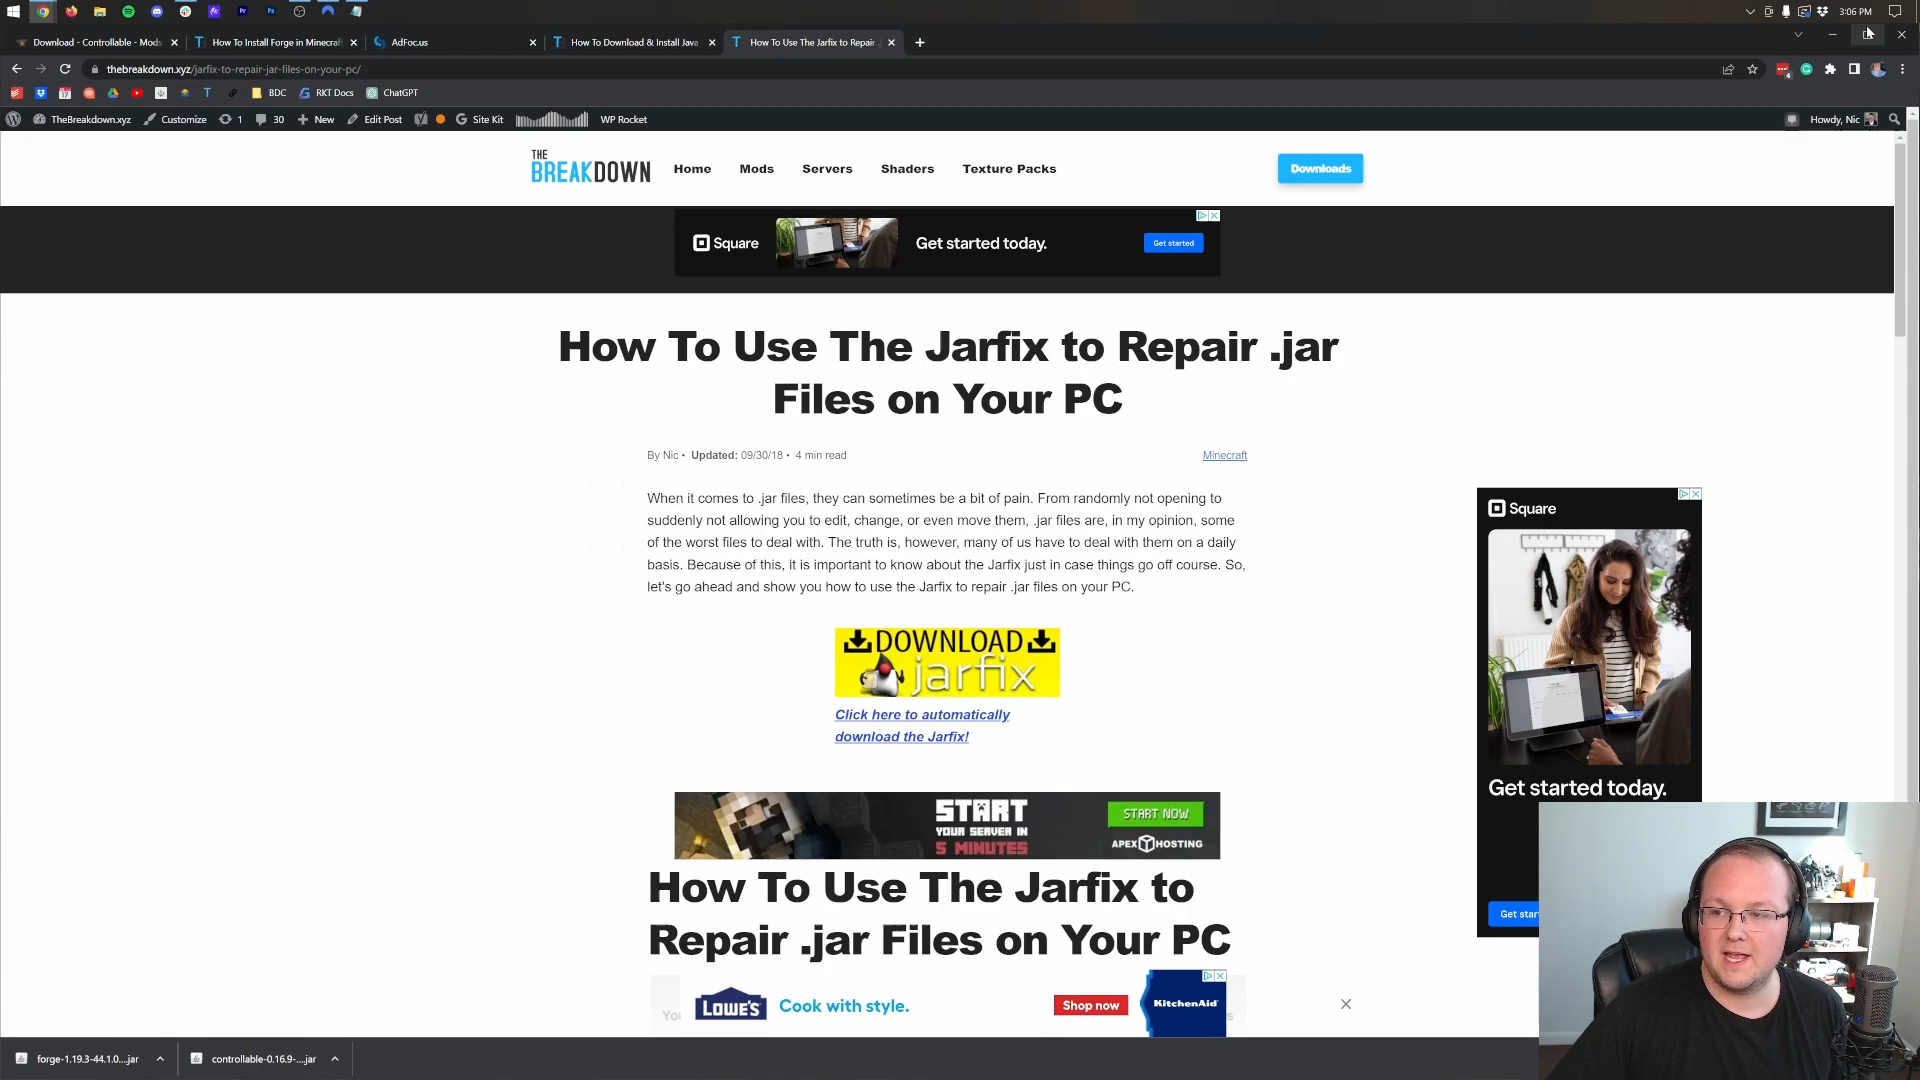 3:06 PM
Download - Controllable - Mods
How To Install Forge in Minecraft
AdFoc.us
How To Download & Install Java
How To Use The Jarfix to Repair
thebreakdown.xyz/jarfix-to-repair-jar-files-on-your-pc/
BDC
RKT Docs
ChatGPT
TheBreakdown.xyz
Customize
1
30
New
Edit Post
Site Kit
WP Rocket
Howdy, Nic
THE
BREAKDOWN
Home
Mods
Servers
Shaders
Texture Packs
Downloads
Square
Get started today.
Get started
How To Use The Jarfix to Repair .jar
Files on Your PC
By Nic • Updated: 09/30/18 • 4 min read
Minecraft
When it comes to .jar files, they can sometimes be a bit of pain. From randomly not opening to
suddenly not allowing you to edit, change, or even move them, .jar files are, in my opinion, some
of the worst files to deal with. The truth is, however, many of us have to deal with them on a daily
basis. Because of this, it is important to know about the Jarfix just in case things go off course. So,
let's go ahead and show you how to use the Jarfix to repair .jar files on your PC.
DOWNLOAD
jarfix
Click here to automatically
download the Jarfix!
Square
Get started today.
Get star
START
YOUR SERVER IN
5 MINUTES
START NOW
APEX HOSTING
How To Use The Jarfix to
Repair .jar Files on Your PC
LOWE'S
Cook with style.
Shop now
KitchenAid
forge-1.19.3-44.1.0....jar
controllable-0.16.9-....jar